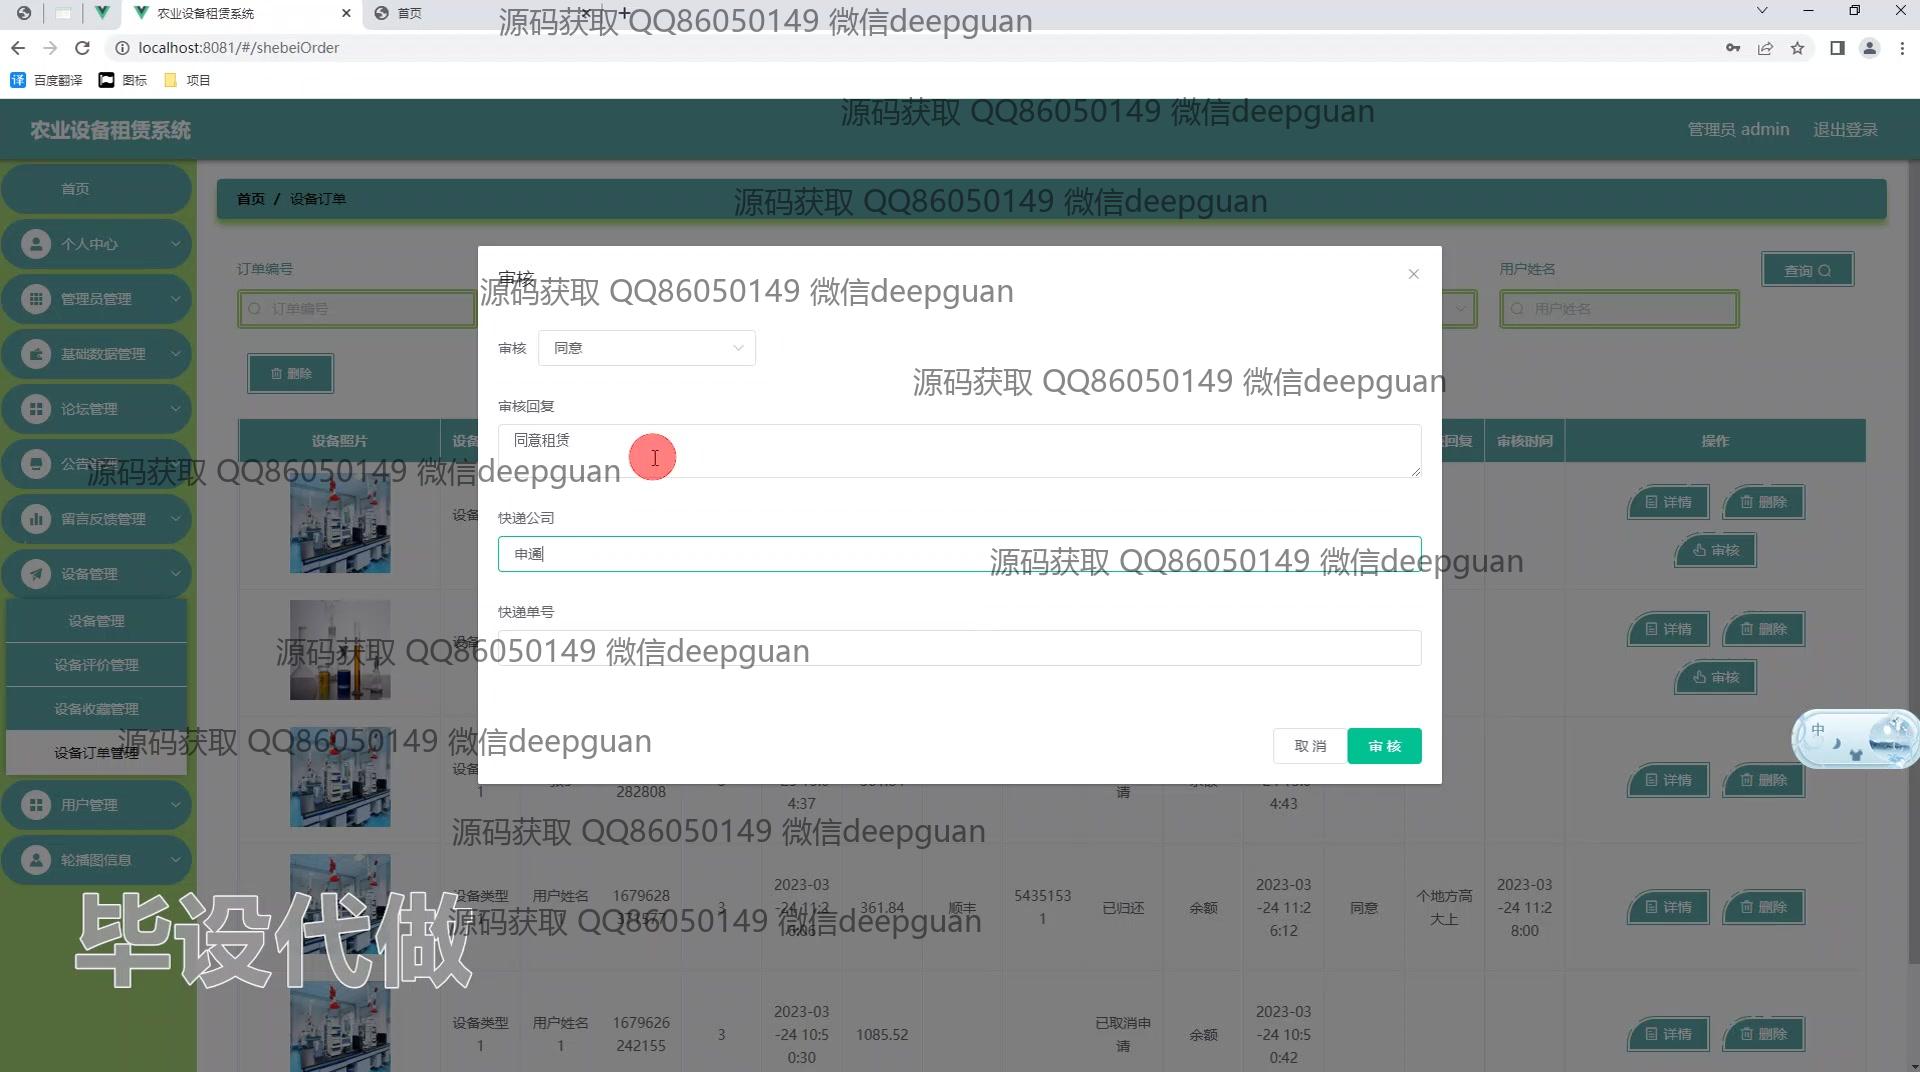 农业设备租赁系统
首页
源码获取 QQ86050149 微信deepguan
localhost:8081/#/shebeiOrder
译 百度翻译
图标
项目
农业设备租赁系统
源码获取 QQ86050149 微信deepguan
管理员 admin
退出登录
首页 / 设备订单
源码获取 QQ86050149 微信deepguan
首页
个人中心
管理员管理
基础数据管理
论坛管理
源码获取 QQ86050149 微信deepguan
留言反馈管理
设备管理
设备管理
设备评价管理
设备收藏管理
设备订单管理
用户管理
轮播图信息
订单编号
订单编号
用户姓名
用户姓名
查询
删除
审核
源码获取 QQ86050149 微信deepguan
审核 同意
源码获取 QQ86050149 微信deepguan
审核回复
同意租赁
快递公司
申通
源码获取 QQ86050149 微信deepguan
快递单号
源码获取 QQ86050149 微信deepguan
源码获取 QQ86050149 微信deepguan
取消 审核
设备照片 设备 回复 审核时间 操作
设备 详情 删除
审核
设备 详情 删除
审核
设备
1 282808 4:37 请 4:43 详情 删除
源码获取 QQ86050149 微信deepguan
设备类型 用户姓名 1679628 3 2023-03-24 11:2 361.84 顺丰 5435153 1 已归还 余额 2023-03-24 11:26:12 同意 个地方高大上 2023-03-24 11:28:00 详情 删除
源码获取 QQ86050149 微信deepguan
毕设代做
设备类型1 用户姓名1 1679626242155 3 2023-03-24 10:50:30 1085.52 已取消申请 余额 2023-03-24 10:50:42 详情 删除
中